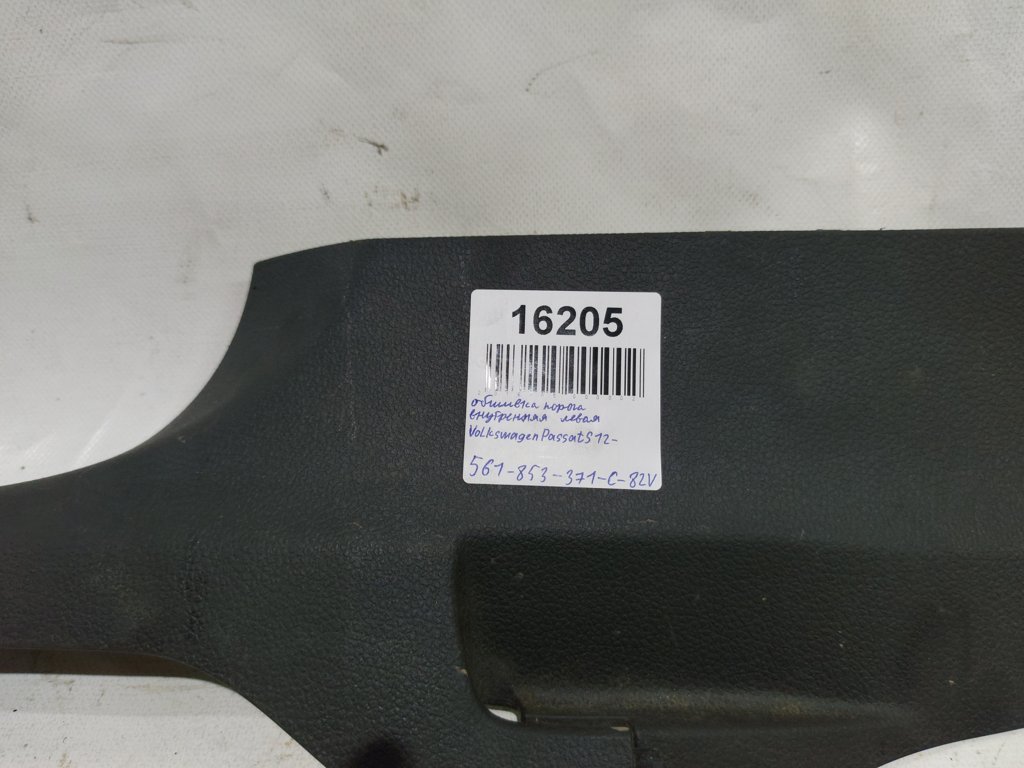 16205
обшивка порога
внутренняя левая
Volkswagen Passat S 12-
561-853-371-C-82V